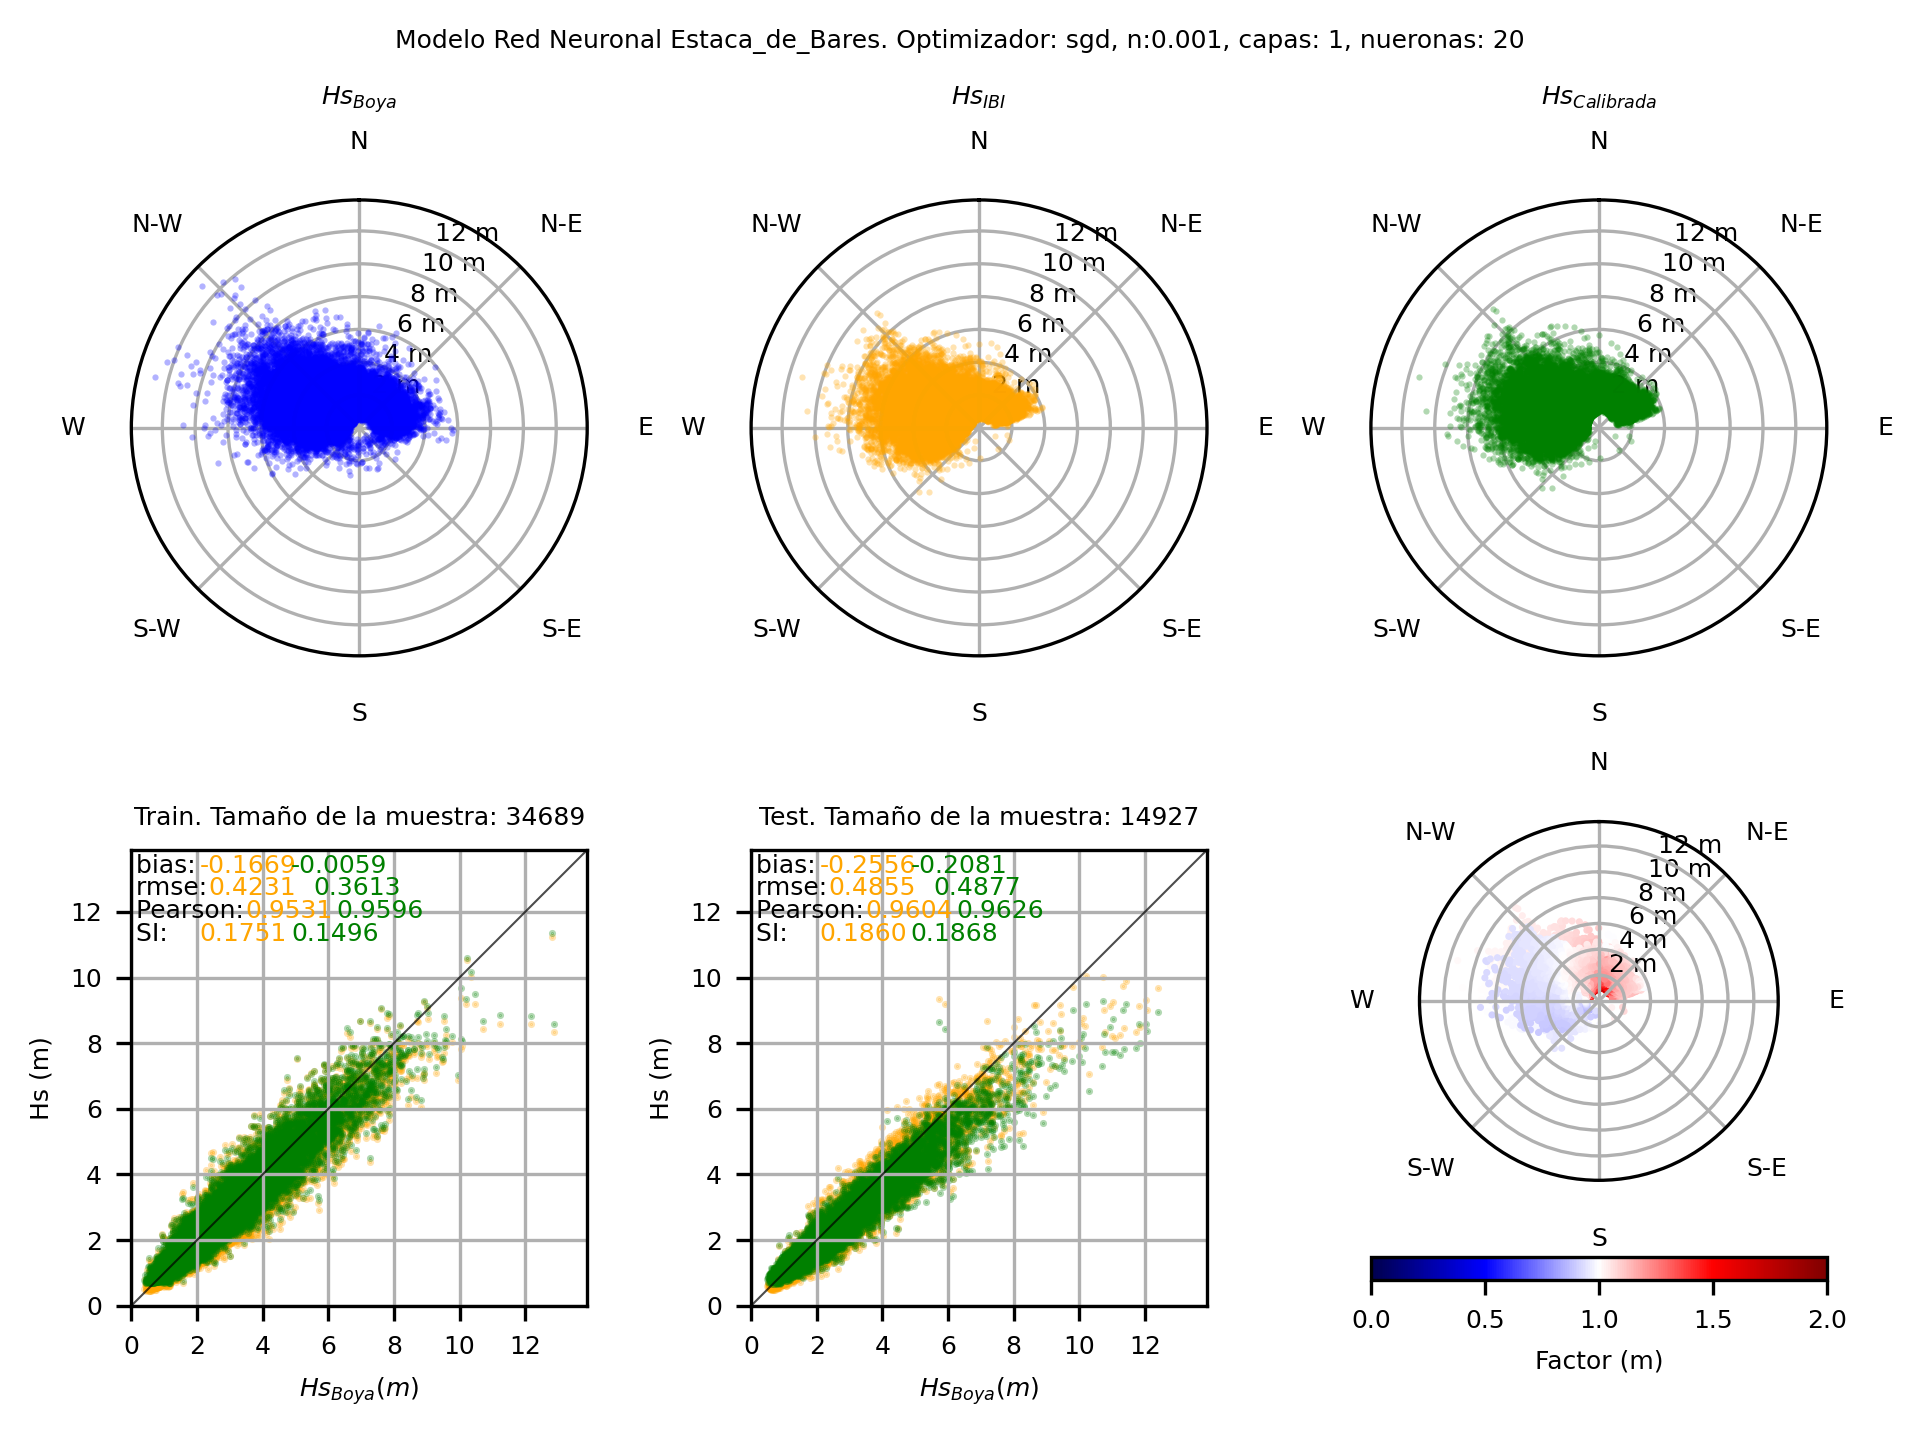 Modelo Red Neuronal Estaca_de_Bares. Optimizador: sgd, n:0.001, capas: 1, nueronas: 20
Hs_Boya
N
N-W
N-E
12 m
10 m
8 m
6 m
4 m
m
W
E
S-W
S-E
S
Hs_IBI
N
N-W
N-E
12 m
10 m
8 m
6 m
4 m
2 m
W
E
S-W
S-E
S
Hs_Calibrada
N
N-W
N-E
12 m
10 m
8 m
6 m
4 m
m
W
E
S-W
S-E
S
Train. Tamaño de la muestra: 34689
bias: -0.1669 -0.0059
rmse: 0.4231 0.3613
Pearson: 0.9531 0.9596
SI: 0.1751 0.1496
12
10
8
6
4
2
0
Hs (m)
0 2 4 6 8 10 12
Hs_Boya(m)
Test. Tamaño de la muestra: 14927
bias: -0.2556 -0.2081
rmse: 0.4855 0.4877
Pearson: 0.9604 0.9626
SI: 0.1860 0.1868
12
10
8
6
4
2
0
Hs (m)
0 2 4 6 8 10 12
Hs_Boya(m)
N
N-W
N-E
12 m
10 m
8 m
6 m
4 m
2 m
W
E
S-W
S-E
S
0.0 0.5 1.0 1.5 2.0
Factor (m)